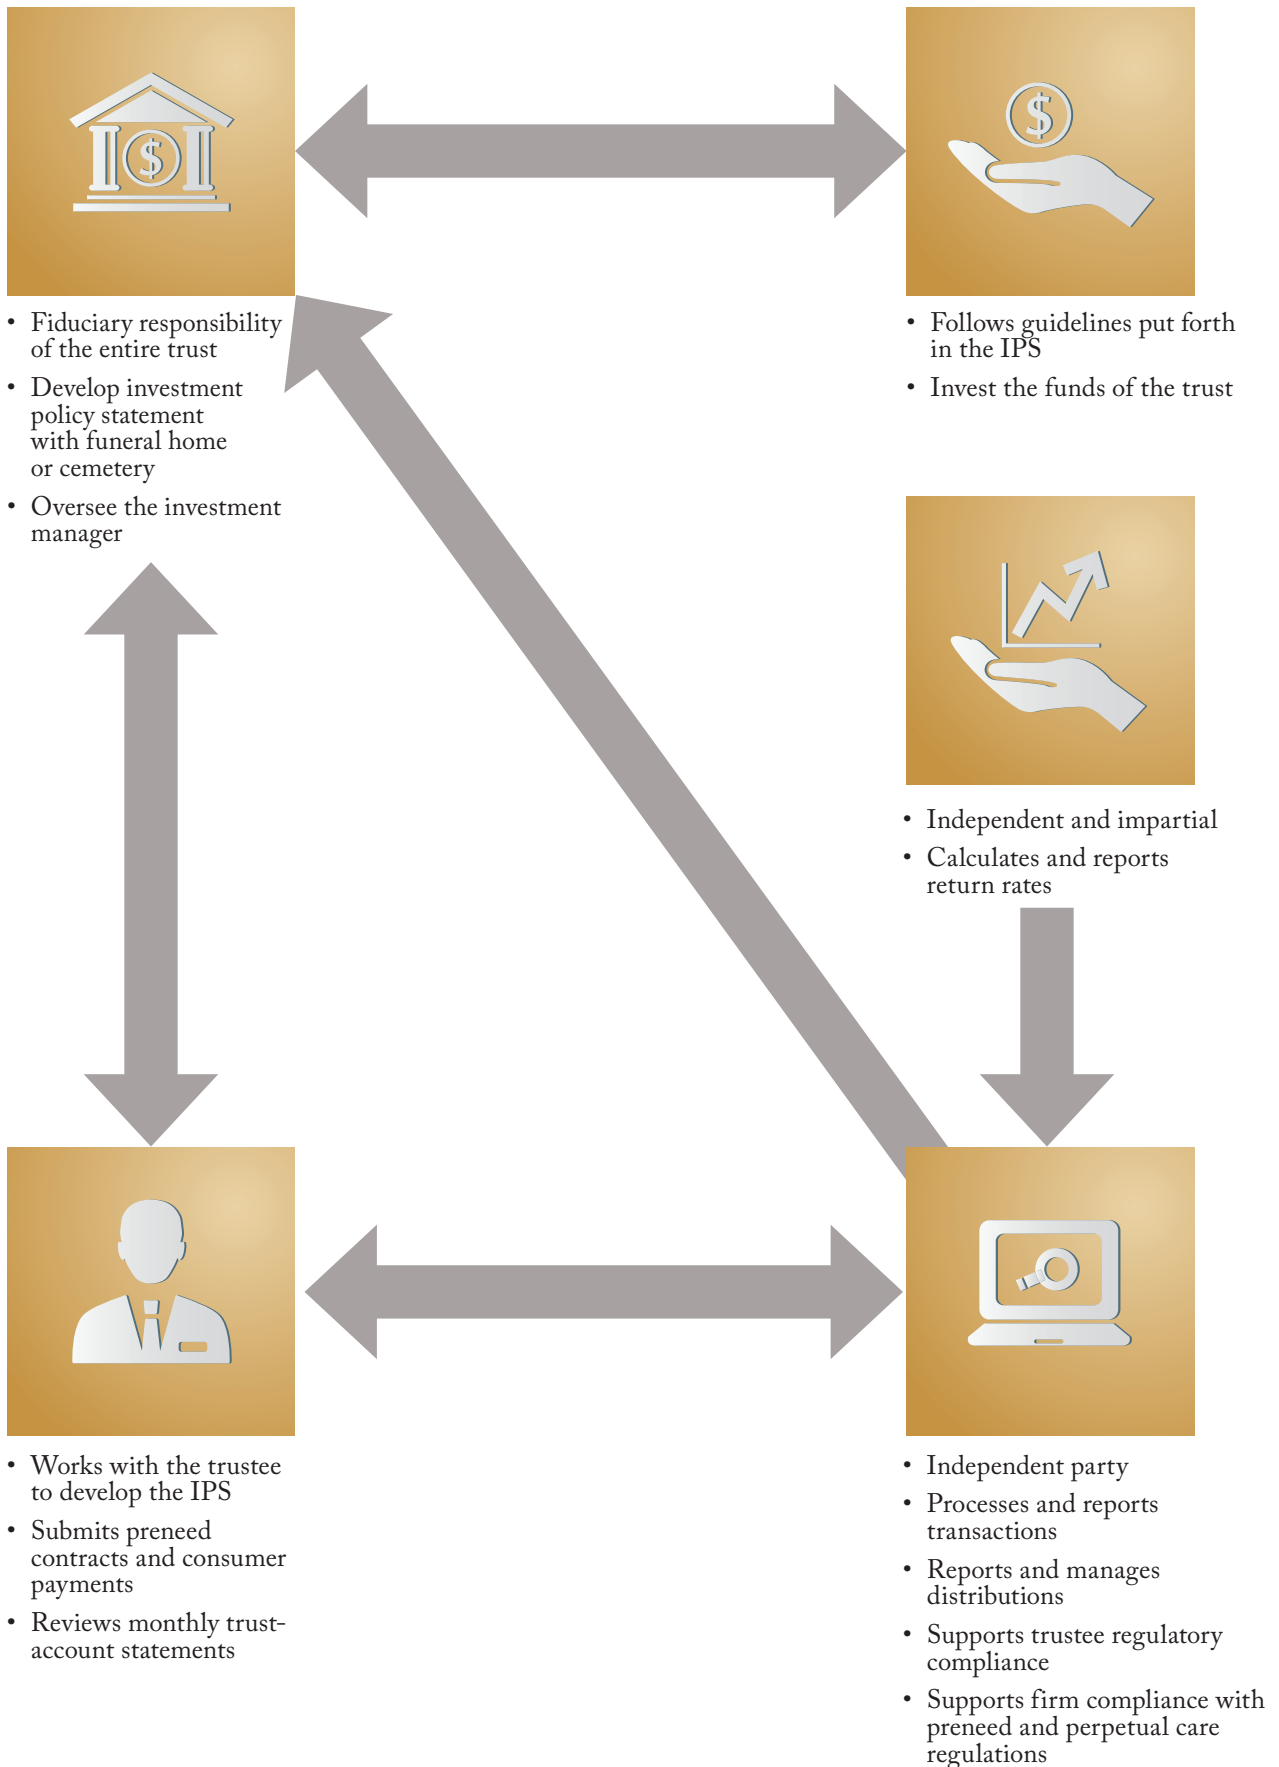 $
$
• Fiduciary responsibility
of the entire trust
• Develop investment
policy statement
with funeral home
or cemetery
• Oversee the investment
manager
• Follows guidelines put forth
in the IPS
• Invest the funds of the trust
• Independent and impartial
• Calculates and reports
return rates
• Works with the trustee
to develop the IPS
• Submits preneed
contracts and consumer
payments
• Reviews monthly trust-
account statements
• Independent party
• Processes and reports
transactions
• Reports and manages
distributions
• Supports trustee regulatory
compliance
• Supports firm compliance with
preneed and perpetual care
regulations